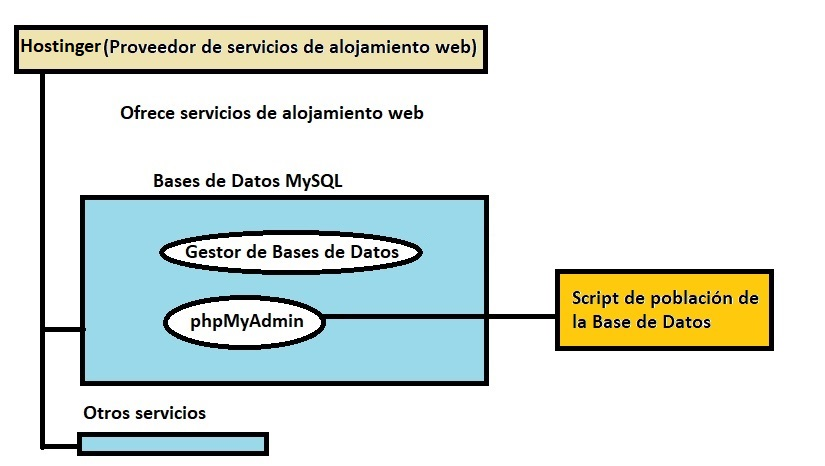 Hostinger (Proveedor de servicios de alojamiento web)
Ofrece servicios de alojamiento web
Bases de Datos MySQL
Gestor de Bases de Datos
phpMyAdmin
Script de población de
la Base de Datos
Otros servicios